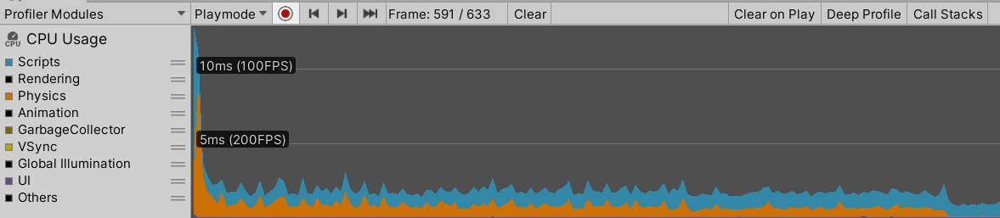 Profiler Modules Playmode Frame: 591 / 633 Clear Clear on Play Deep Profile Call Stacks
CPU CPU Usage
Scripts
10ms (100FPS)
Rendering
Physics
Animation
GarbageCollector
5ms (200FPS)
VSync
Global Illumination
UI
Others